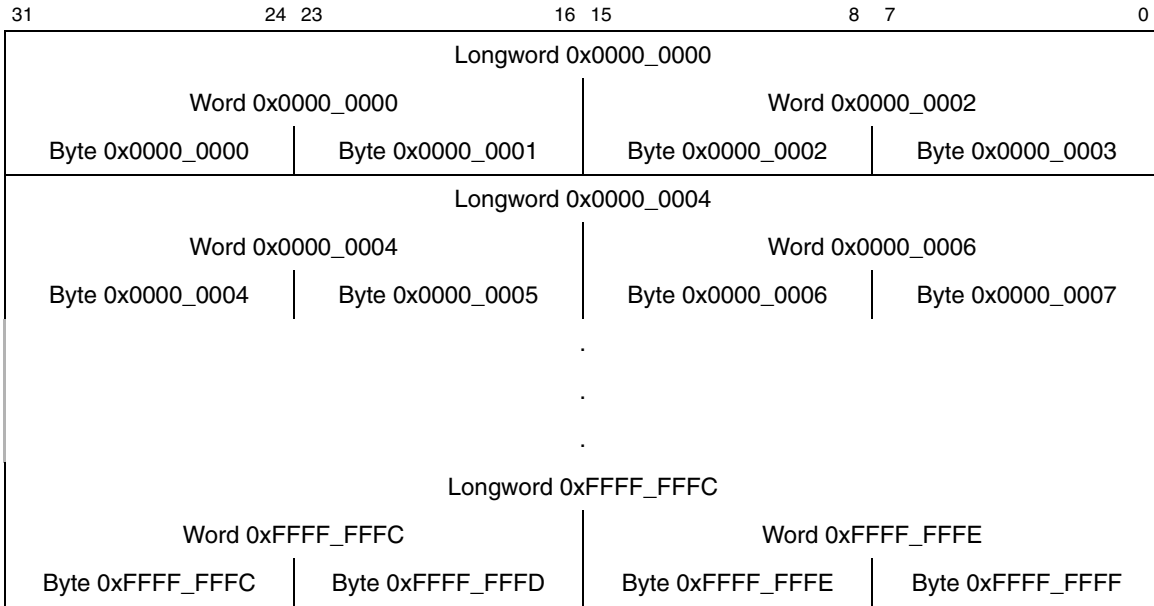 31 24 23 16 15 8 7 0
Longword 0x0000_0000
Word 0x0000_0000 Word 0x0000_0002
Byte 0x0000_0000 Byte 0x0000_0001 Byte 0x0000_0002 Byte 0x0000_0003
Longword 0x0000_0004
Word 0x0000_0004 Word 0x0000_0006
Byte 0x0000_0004 Byte 0x0000_0005 Byte 0x0000_0006 Byte 0x0000_0007
.
.
.
Longword 0xFFFF_FFFC
Word 0xFFFF_FFFC Word 0xFFFF_FFFE
Byte 0xFFFF_FFFC Byte 0xFFFF_FFFD Byte 0xFFFF_FFFE Byte 0xFFFF_FFFF